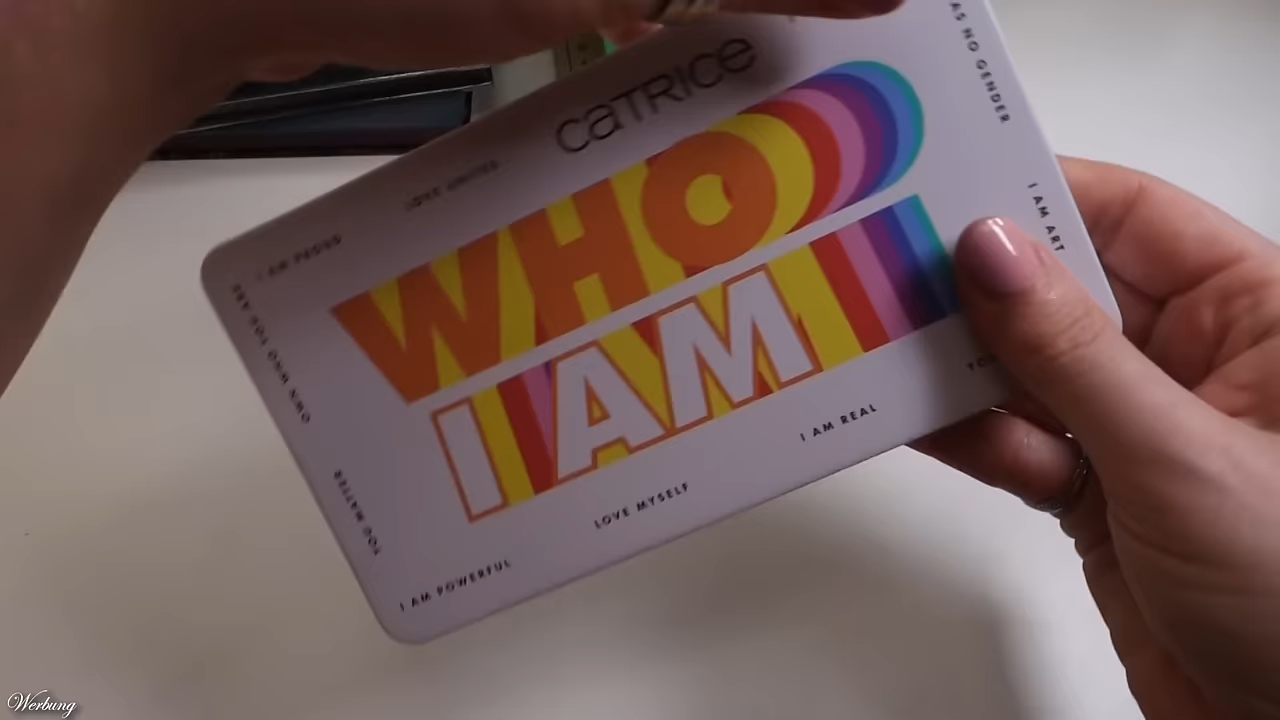 CATRICE
WHO
I AM
I AM PROUD
LOVE UNITES
AS NO GENDER
I AM ART
I AM REAL
LOVE MYSELF
I AM POWERFUL
YOU MATTER
OWN WHO YOU ARE
Werbung